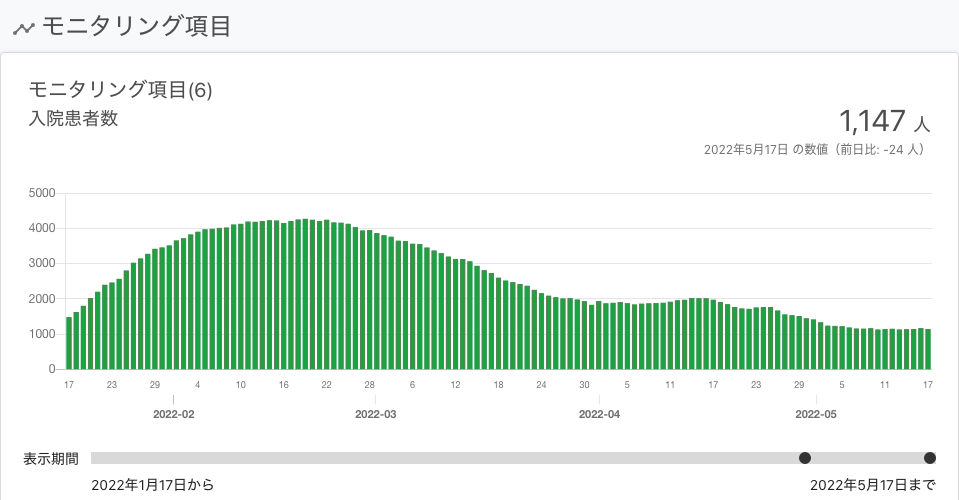 モニタリング項目
モニタリング項目(6)
入院患者数
1,147 人
2022年5月17日 の数値（前日比: -24 人）
5000
4000
3000
2000
1000
0
17 23 29 4 10 16 22 28 6 12 18 24 30 5 11 17 23 29 5 11 17
2022-02 2022-03 2022-04 2022-05
表示期間
2022年1月17日から 2022年5月17日まで